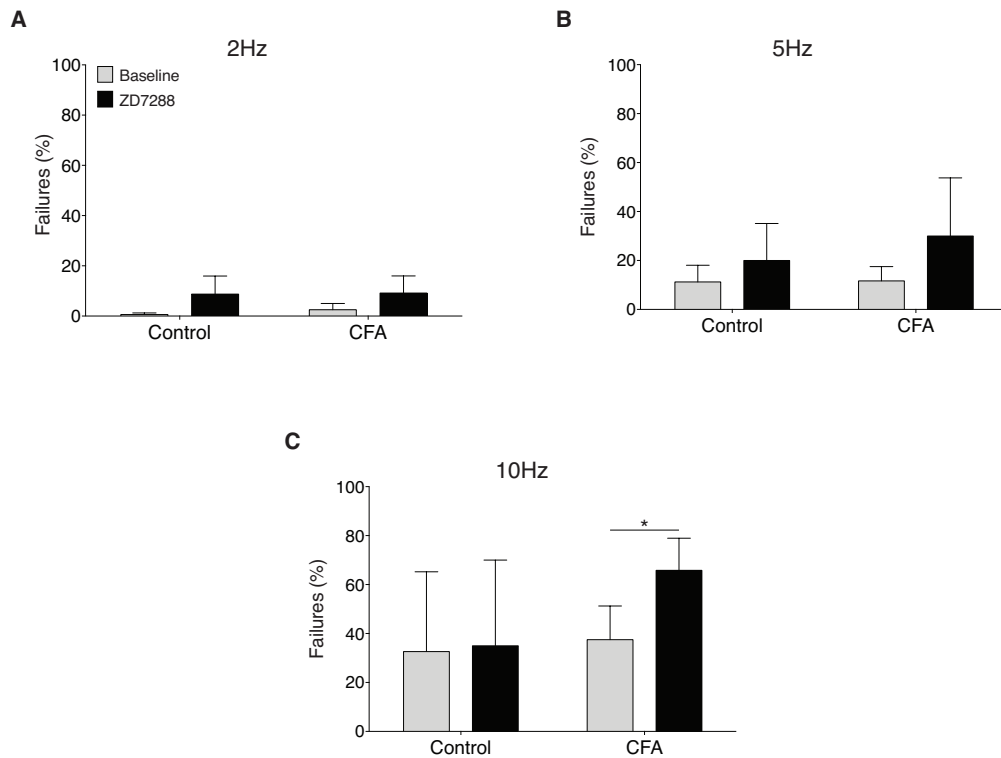 A
2Hz
Failures (%)
100
80
60
40
20
0
Baseline
ZD7288
Control
CFA
B
5Hz
Failures (%)
100
80
60
40
20
0
Control
CFA
C
10Hz
Failures (%)
100
80
60
40
20
0
*
Control
CFA